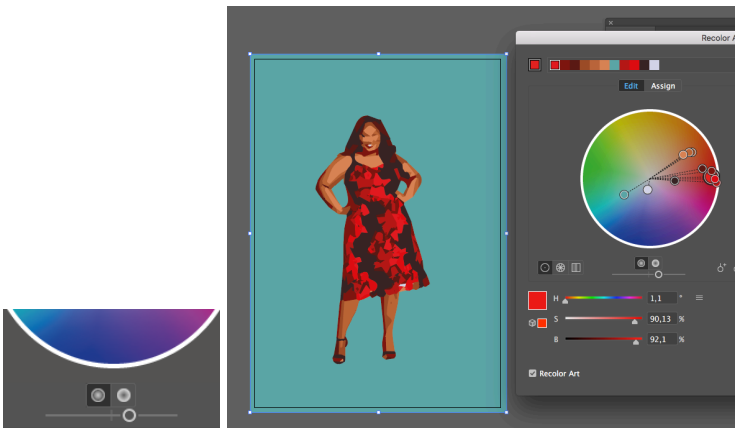 Recolor A
Edit Assign
H 1,1 °
S 90,13 %
B 92,1 %
Recolor Art